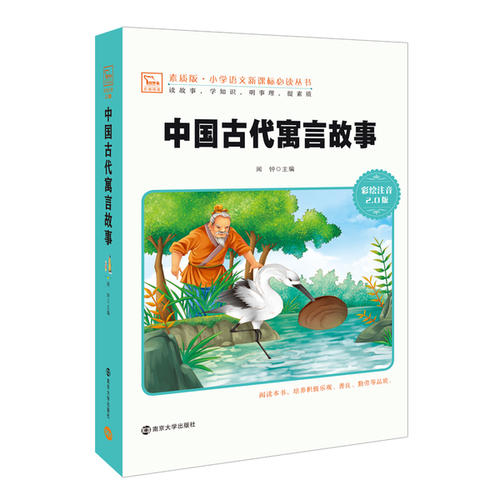 素质版·小学语文新课标必读丛书
读故事，学知识，明事理，提素质
中国古代寓言故事
闻 钟◎主编
彩绘注音
2.0版
阅读本书，培养积极乐观、善良、勤劳等品质。
南京大学出版社
中国古代寓言故事